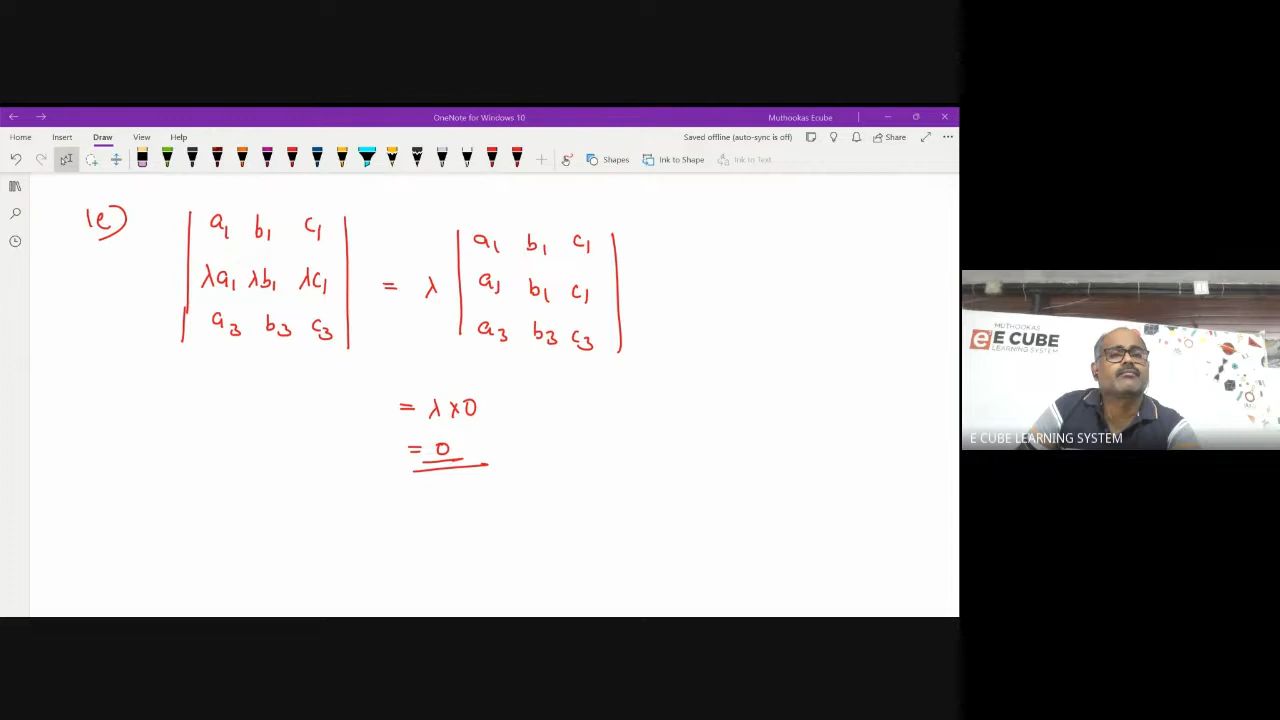 OneNote for Windows 10
Muthookas Ecube
Home Insert Draw View Help
Saved offline (auto-sync is off) Share
Shapes Ink to Shape Ink to Text
ie)
| a₁ b₁ c₁ |
| λa₁ λb₁ λc₁ |
| a₃ b₃ c₃ |
= λ
| a₁ b₁ c₁ |
| a₁ b₁ c₁ |
| a₃ b₃ c₃ |
= λ × 0
= 0
MUTHOOKAS
e E CUBE
LEARNING SYSTEM
E CUBE LEARNING SYSTEM